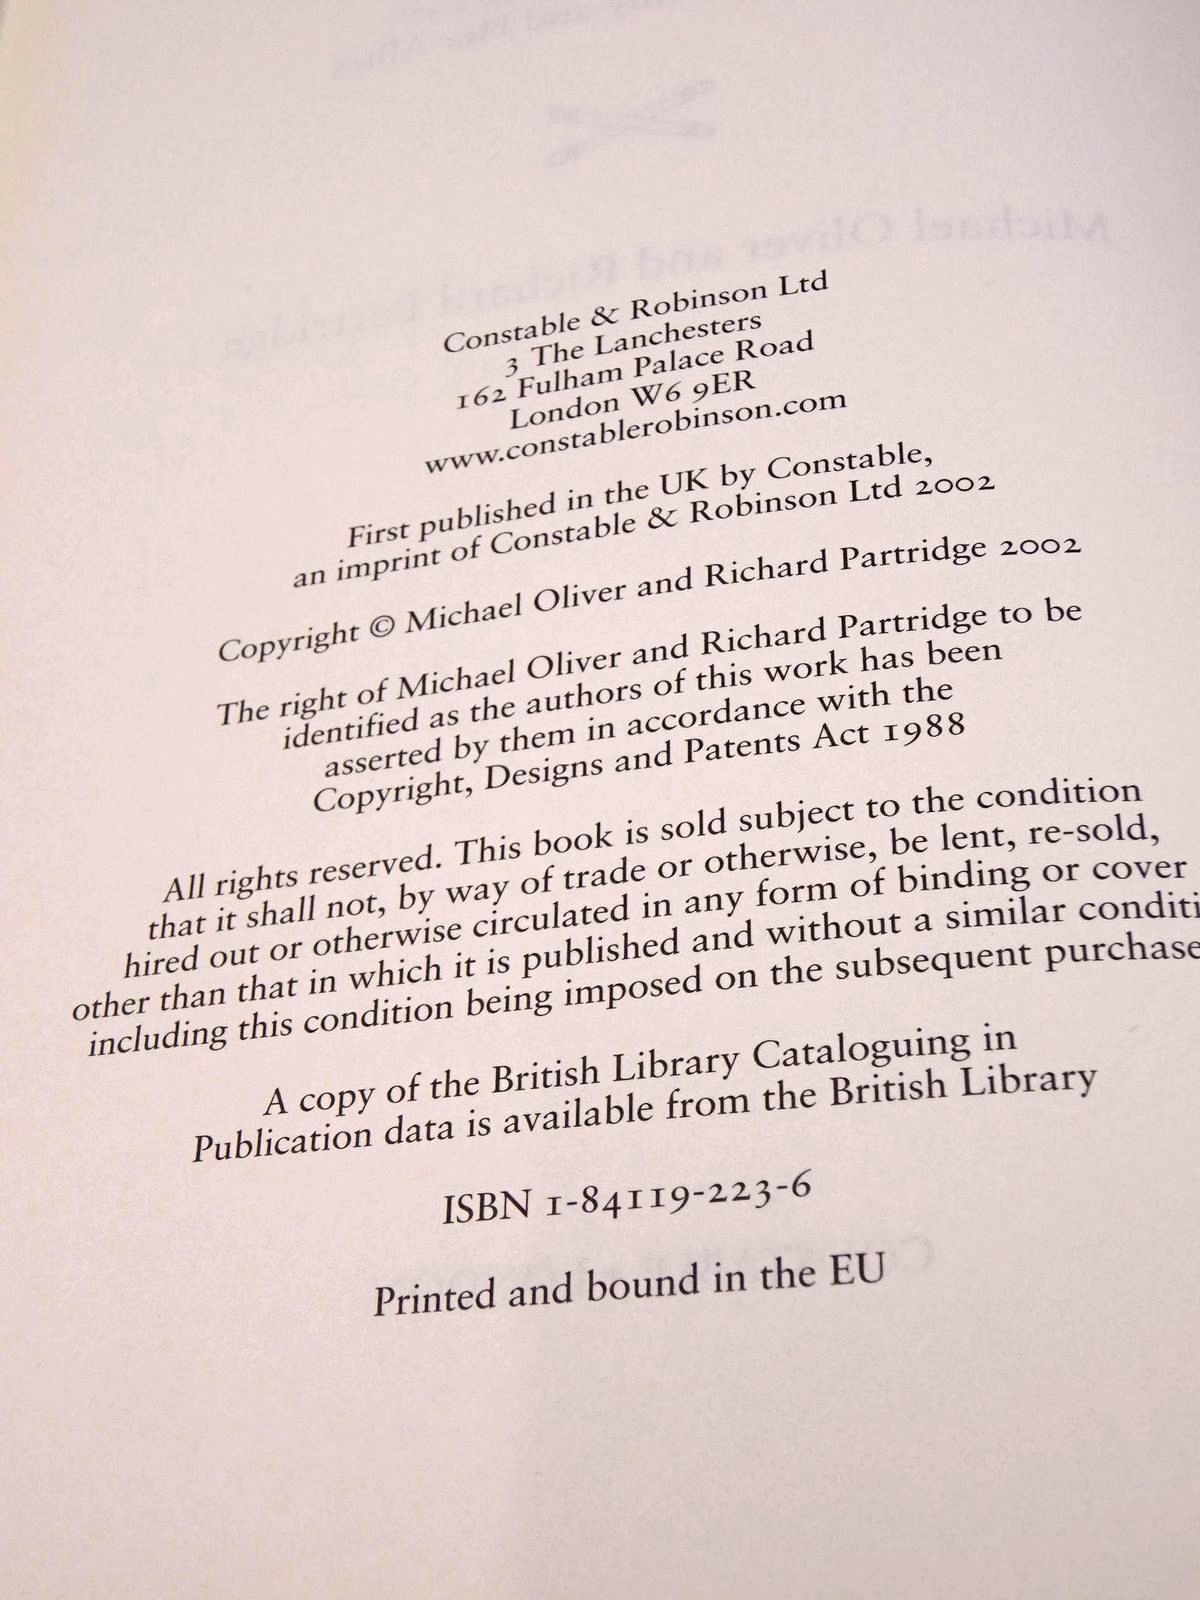 Constable & Robinson Ltd
3 The Lanchesters
162 Fulham Palace Road
London W6 9ER
www.constablerobinson.com
First published in the UK by Constable,
an imprint of Constable & Robinson Ltd 2002
Copyright © Michael Oliver and Richard Partridge 2002
The right of Michael Oliver and Richard Partridge to be
identified as the authors of this work has been
asserted by them in accordance with the
Copyright, Designs and Patents Act 1988
All rights reserved. This book is sold subject to the condition
that it shall not, by way of trade or otherwise, be lent, re-sold,
hired out or otherwise circulated in any form of binding or cover
other than that in which it is published and without a similar conditi
including this condition being imposed on the subsequent purchase
A copy of the British Library Cataloguing in
Publication data is available from the British Library
ISBN 1-84119-223-6
Printed and bound in the EU